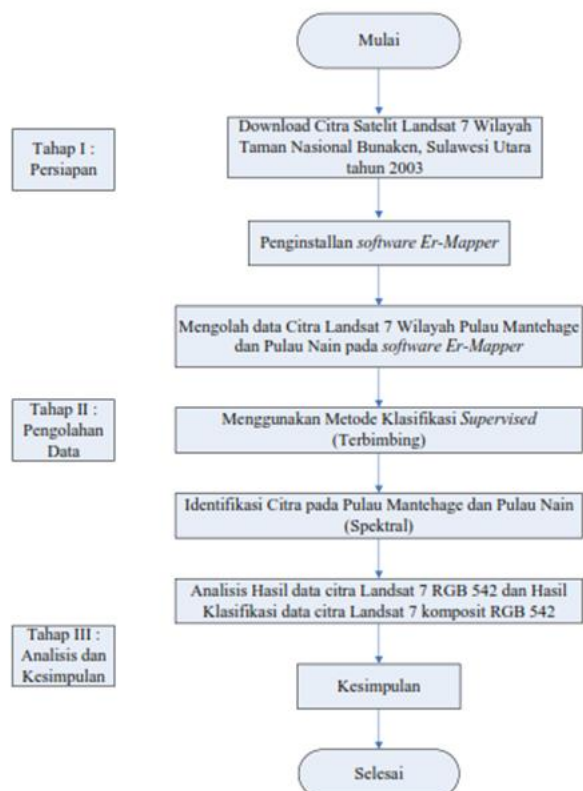 Mulai
Tahap I :
Persiapan
Download Citra Satelit Landsat 7 Wilayah
Taman Nasional Bunaken, Sulawesi Utara
tahun 2003
Penginstallan software Er-Mapper
Mengolah data Citra Landsat 7 Wilayah Pulau Mantehage
dan Pulau Nain pada software Er-Mapper
Tahap II :
Pengolahan
Data
Menggunakan Metode Klasifikasi Supervised
(Terbimbing)
Identifikasi Citra pada Pulau Mantehage dan Pulau Nain
(Spektral)
Analisis Hasil data citra Landsat 7 RGB 542 dan Hasil
Klasifikasi data citra Landsat 7 komposit RGB 542
Tahap III :
Analisis dan
Kesimpulan
Kesimpulan
Selesai